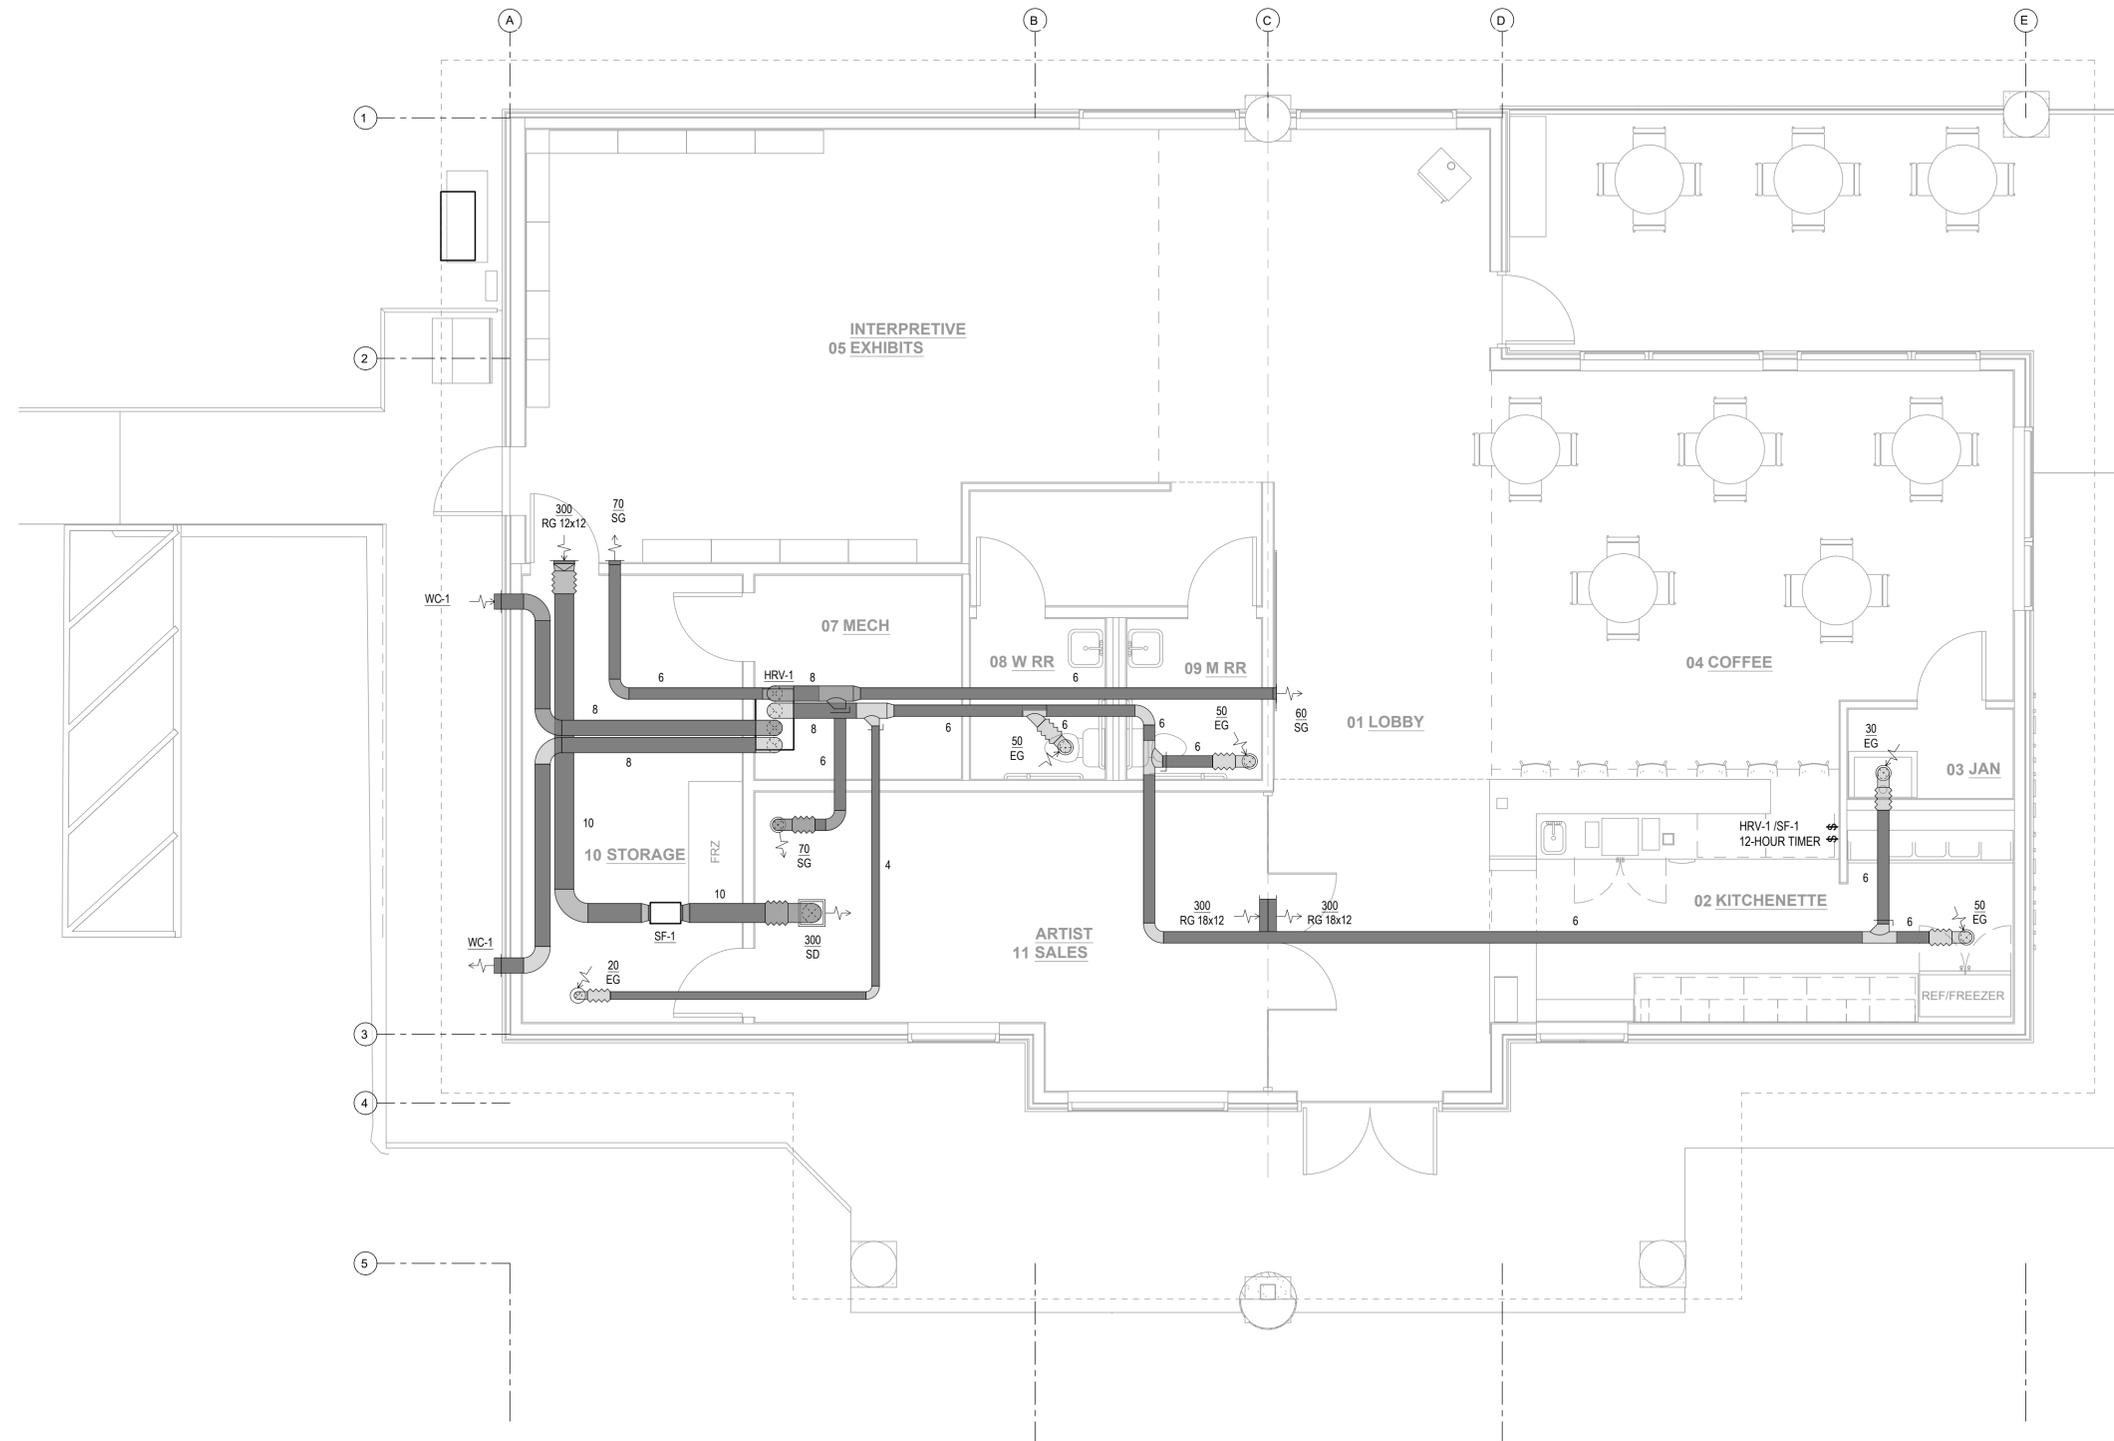 A
B
C
D
E
1
2
INTERPRETIVE
05 EXHIBITS
300
RG 12x12
70
SG
WC-1
07 MECH
08 W RR
09 M RR
04 COFFEE
HRV-1
6
8
6
8
8
8
6
6
6
6
50
EG
50
EG
60
SG
01 LOBBY
30
EG
03 JAN
10
6
70
SG
4
10 STORAGE
FRZ
HRV-1 /SF-1
12-HOUR TIMER
$
$
6
10
SF-1
300
SD
WC-1
20
EG
ARTIST
11 SALES
300
RG 18x12
300
RG 18x12
02 KITCHENETTE
6
6
50
EG
REF/FREEZER
3
4
5